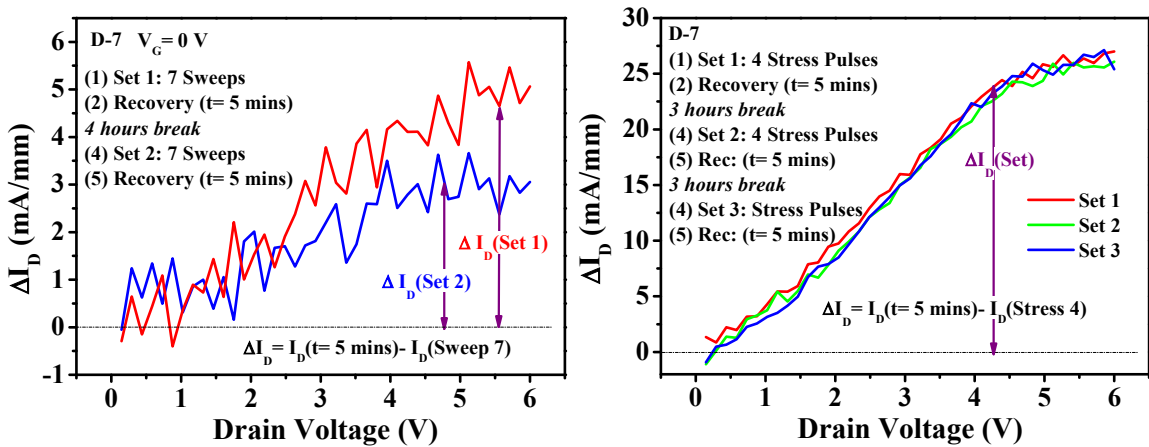 D-7 V_G= 0 V
(1) Set 1: 7 Sweeps
(2) Recovery (t= 5 mins)
4 hours break
(4) Set 2: 7 Sweeps
(5) Recovery (t= 5 mins)
Δ I_D(Set 1)
Δ I_D(Set 2)
ΔI_D= I_D(t= 5 mins)- I_D(Sweep 7)
ΔI_D (mA/mm)
6
5
4
3
2
1
0
-1
0 1 2 3 4 5 6
Drain Voltage (V)
D-7
(1) Set 1: 4 Stress Pulses
(2) Recovery (t= 5 mins)
3 hours break
(4) Set 2: 4 Stress Pulses
(5) Rec: (t= 5 mins)
3 hours break
(4) Set 3: Stress Pulses
(5) Rec: (t= 5 mins)
ΔI_D(Set)
Set 1
Set 2
Set 3
ΔI_D= I_D(t= 5 mins)- I_D(Stress 4)
ΔI_D (mA/mm)
30
25
20
15
10
5
0
0 1 2 3 4 5 6
Drain Voltage (V)